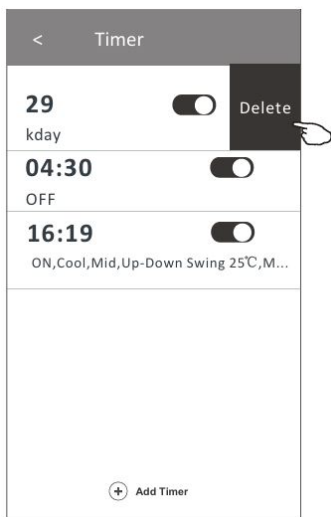 < Timer
29 Delete
kday
04:30
OFF
16:19
ON,Cool,Mid,Up-Down Swing 25℃,M...
+ Add Timer